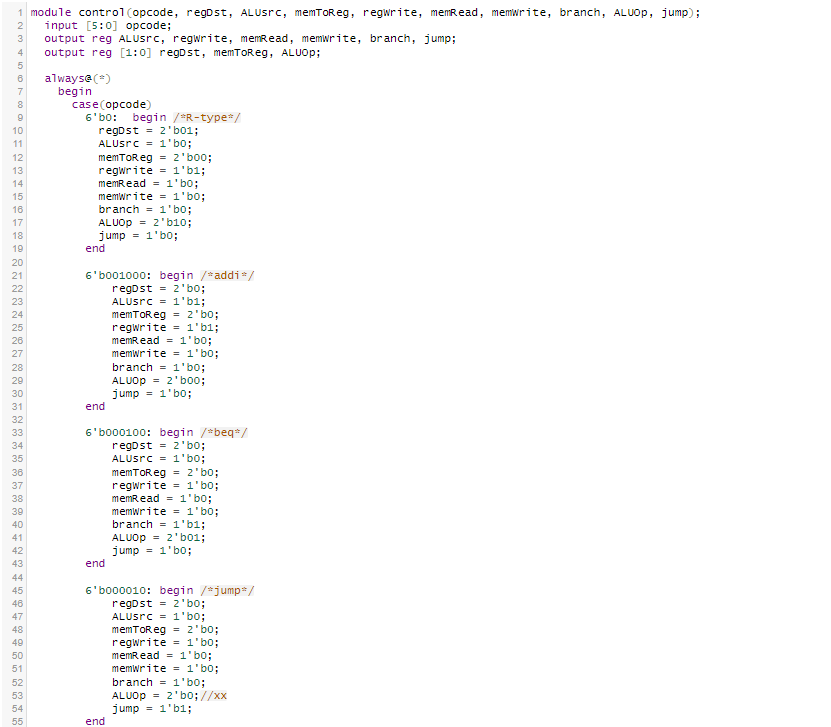 1 module control(opcode, regDst, ALUsrc, memToReg, regWrite, memRead, memWrite, branch, ALUOp, jump);
2 input [5:0] opcode;
3 output reg ALUsrc, regWrite, memRead, memWrite, branch, jump;
4 output reg [1:0] regDst, memToReg, ALUOp;
5
6 always@(*)
7 begin
8 case(opcode)
9 6'b0:  begin /*R-type*/
10 regDst = 2'b01;
11 ALUsrc = 1'b0;
12 memToReg = 2'b00;
13 regWrite = 1'b1;
14 memRead = 1'b0;
15 memWrite = 1'b0;
16 branch = 1'b0;
17 ALUOp = 2'b10;
18 jump = 1'b0;
19 end
20
21 6'b001000: begin /*addi*/
22 regDst = 2'b0;
23 ALUsrc = 1'b1;
24 memToReg = 2'b0;
25 regWrite = 1'b1;
26 memRead = 1'b0;
27 memWrite = 1'b0;
28 branch = 1'b0;
29 ALUOp = 2'b00;
30 jump = 1'b0;
31 end
32
33 6'b000100: begin /*beq*/
34 regDst = 2'b0;
35 ALUsrc = 1'b0;
36 memToReg = 2'b0;
37 regWrite = 1'b0;
38 memRead = 1'b0;
39 memWrite = 1'b0;
40 branch = 1'b1;
41 ALUOp = 2'b01;
42 jump = 1'b0;
43 end
44
45 6'b000010: begin /*jump*/
46 regDst = 2'b0;
47 ALUsrc = 1'b0;
48 memToReg = 2'b0;
49 regWrite = 1'b0;
50 memRead = 1'b0;
51 memWrite = 1'b0;
52 branch = 1'b0;
53 ALUOp = 2'b0;//xx
54 jump = 1'b1;
55 end